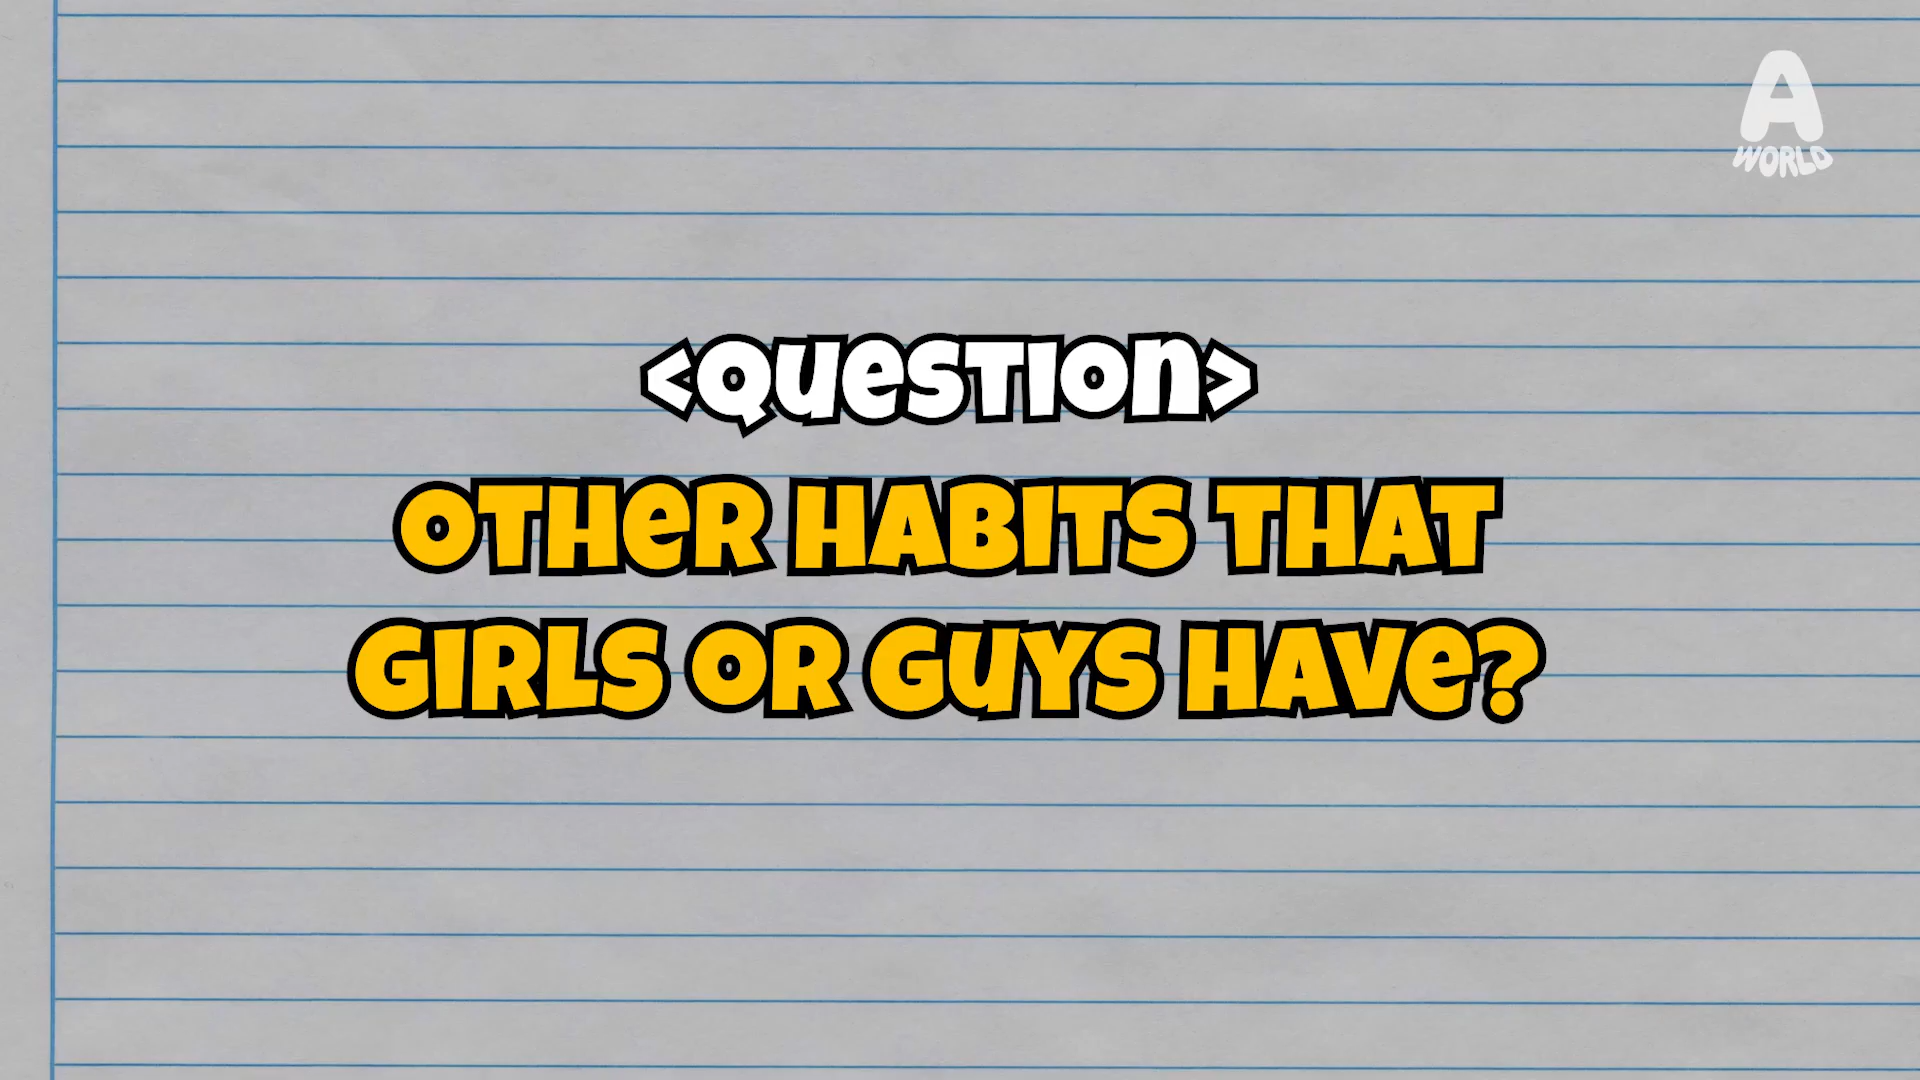 A
WORLD
<QUESTION>
OTHER HABITS THAT
GIRLS OR GUYS HAVE?